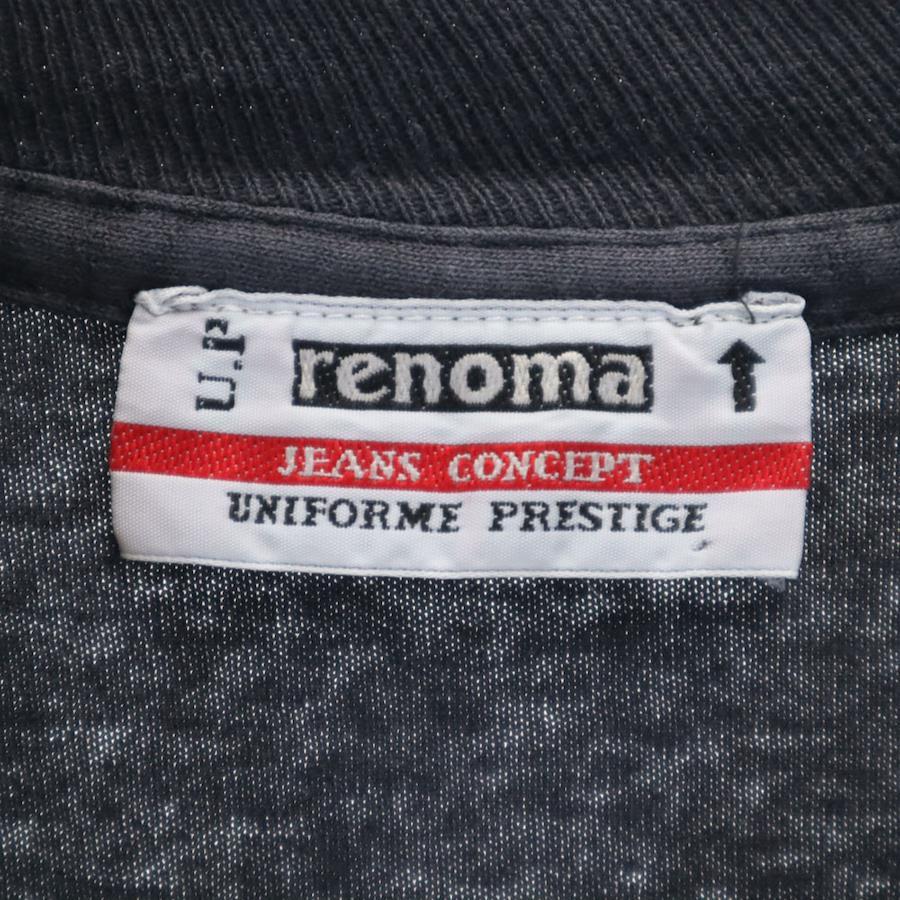 U.P
renoma
JEANS CONCEPT
UNIFORME PRESTIGE